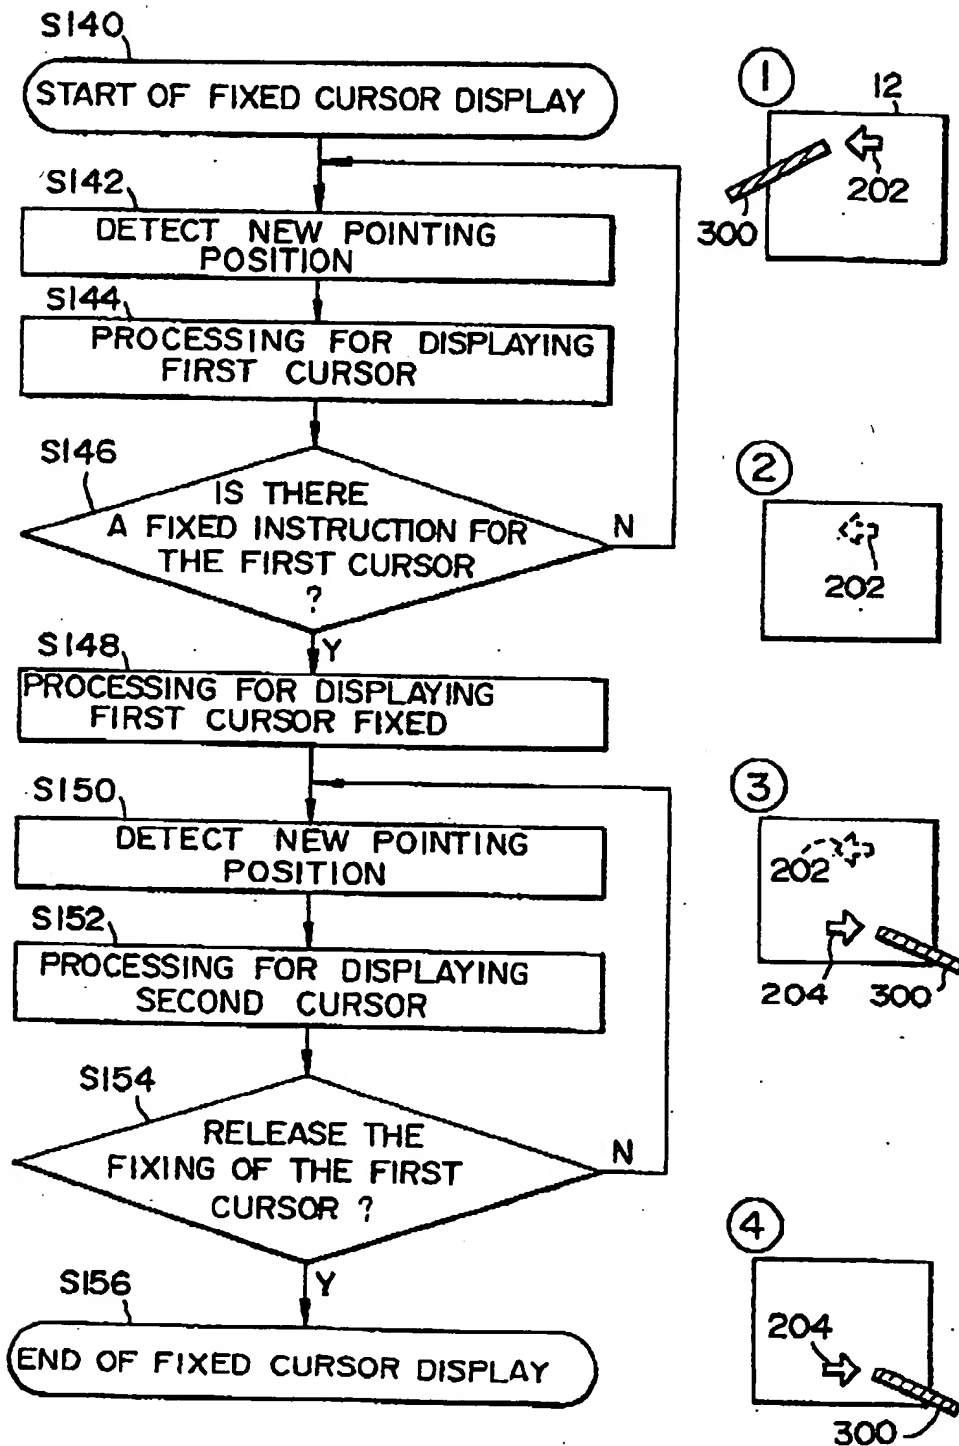 S140
START OF FIXED CURSOR DISPLAY
S142
DETECT NEW POINTING
POSITION
S144
PROCESSING FOR DISPLAYING
FIRST CURSOR
S146
IS THERE
A FIXED INSTRUCTION FOR
THE FIRST CURSOR
?
N
Y
S148
PROCESSING FOR DISPLAYING
FIRST CURSOR FIXED
S150
DETECT NEW POINTING
POSITION
S152
PROCESSING FOR DISPLAYING
SECOND CURSOR
S154
RELEASE THE
FIXING OF THE FIRST
CURSOR ?
N
Y
S156
END OF FIXED CURSOR DISPLAY
1
12
202
300
2
202
3
202
204
300
4
204
300